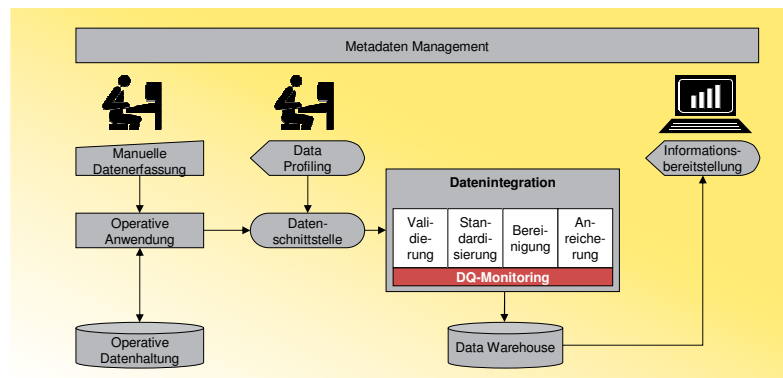 Metadaten Management
Manuelle
Datenerfassung
Data
Profiling
Informations-
bereitstellung
Datenintegration
Operative
Anwendung
Daten-
schnittstelle
Vali-
die-
rung
Stan-
dardi-
sierung
Berei-
nigung
An-
reiche-
rung
DQ-Monitoring
Operative
Datenhaltung
Data Warehouse